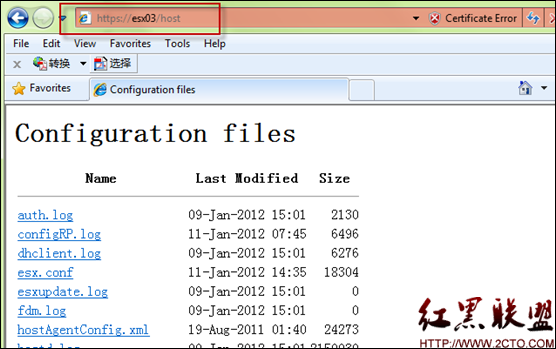 https://esx03/host
Certificate Error
File Edit View Favorites Tools Help
转换 选择
Favorites Configuration files
Configuration files
Name Last Modified Size
auth.log 09-Jan-2012 15:01 2130
configRP.log 11-Jan-2012 07:45 6496
dhclient.log 09-Jan-2012 15:01 6276
esx.conf 11-Jan-2012 14:35 18304
esxupdate.log 09-Jan-2012 15:01 0
fdm.log 09-Jan-2012 15:01 0
hostAgentConfig.xml 19-Aug-2011 01:40 24273
红黑联盟
HTTP://WWW.2CTO.COM